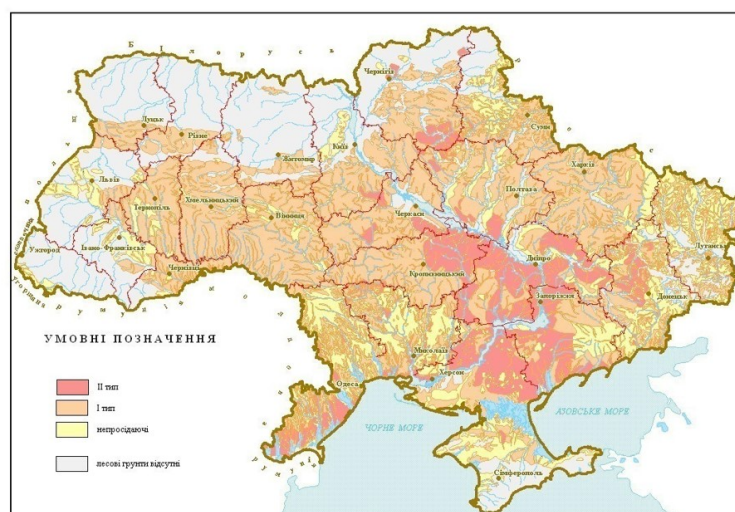 Білорусь
Чернігів
Луцьк
Рівне
Суми
Житомир
Київ
Львів
Харків
Хмельницький
Полтава
Тернопіль
Вінниця
Черкаси
Ужгород
Івано-Франківськ
Луганськ
Чернівці
Кропивницький
Дніпро
Донецьк
Запоріжжя
УМОВНІ ПОЗНАЧЕННЯ
Миколаїв
Херсон
Одеса
ІІ тип
І тип
АЗОВСЬКЕ МОРЕ
ЧОРНЕ МОРЕ
непросідаючі
лесові ґрунти відсутні
Сімферополь